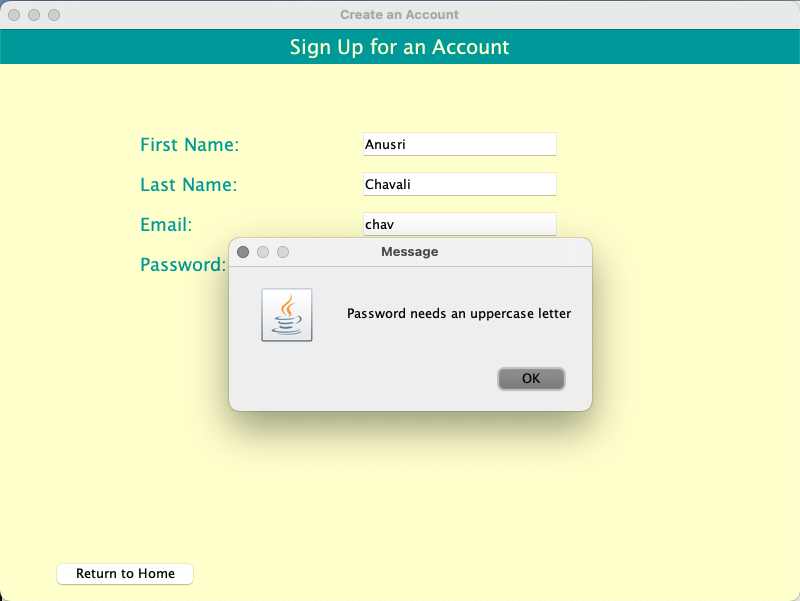 Create an Account
Sign Up for an Account
First Name: Anusri
Last Name: Chavali
Email: chav
Password:
Message
Password needs an uppercase letter
OK
Return to Home